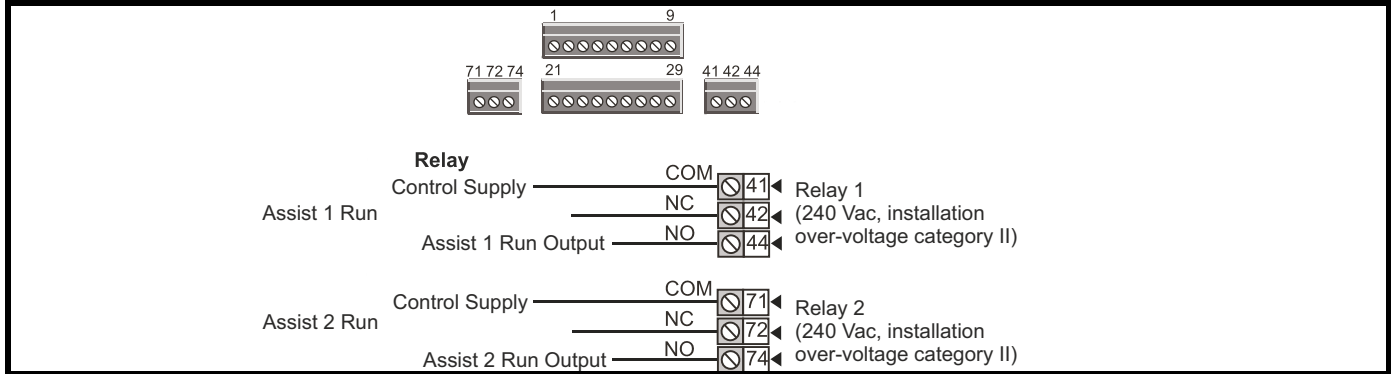 1 9
71 72 74 21 29 41 42 44
Relay
COM
Control Supply 41 Relay 1
NC
Assist 1 Run 42 (240 Vac, installation
NO
Assist 1 Run Output 44 over-voltage category II)
COM
Control Supply 71 Relay 2
NC
Assist 2 Run 72 (240 Vac, installation
NO
Assist 2 Run Output 74 over-voltage category II)